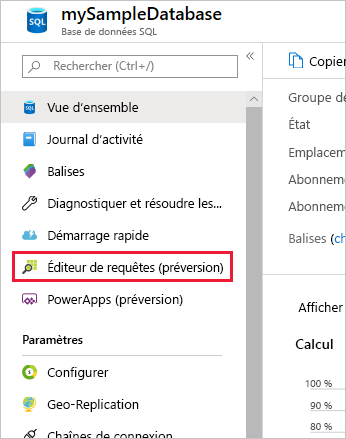 mySampleDatabase
Base de données SQL
Rechercher (Ctrl+/)
Vue d'ensemble
Journal d'activité
Balises
Diagnostiquer et résoudre les...
Démarrage rapide
Éditeur de requêtes (préversion)
PowerApps (préversion)
Paramètres
Configurer
Geo-Replication
Chaînes de connexion
Copier
Groupe de
État
Emplacem
Abonnem
Abonnem
Balises (ch
Afficher
Calcul
100 %
90 %
80 %